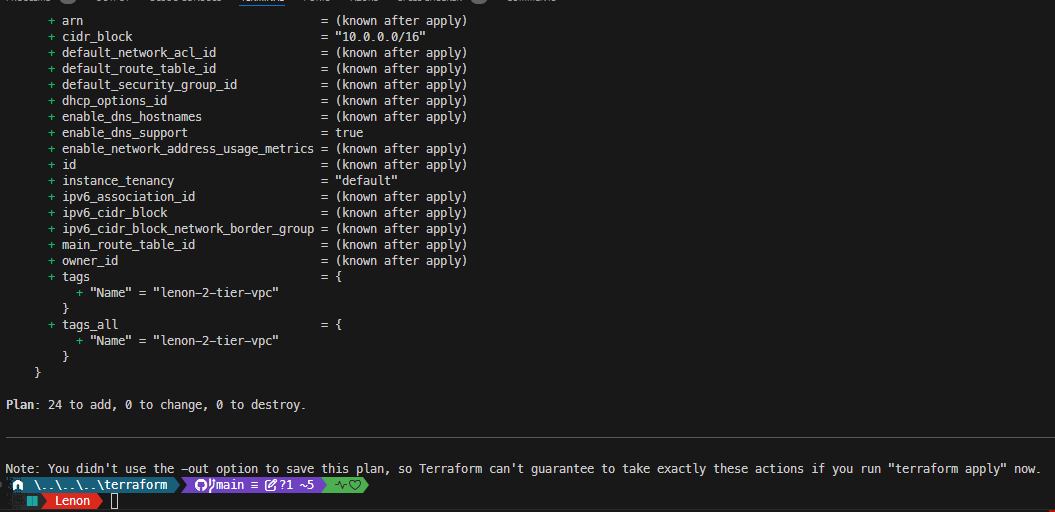 TERMINAL
+ arn = (known after apply)
+ cidr_block = "10.0.0.0/16"
+ default_network_acl_id = (known after apply)
+ default_route_table_id = (known after apply)
+ default_security_group_id = (known after apply)
+ dhcp_options_id = (known after apply)
+ enable_dns_hostnames = (known after apply)
+ enable_dns_support = true
+ enable_network_address_usage_metrics = (known after apply)
+ id = (known after apply)
+ instance_tenancy = "default"
+ ipv6_association_id = (known after apply)
+ ipv6_cidr_block = (known after apply)
+ ipv6_cidr_block_network_border_group = (known after apply)
+ main_route_table_id = (known after apply)
+ owner_id = (known after apply)
+ tags = {
+ "Name" = "lenon-2-tier-vpc"
}
+ tags_all = {
+ "Name" = "lenon-2-tier-vpc"
}
}
Plan: 24 to add, 0 to change, 0 to destroy.
Note: You didn't use the -out option to save this plan, so Terraform can't guarantee to take exactly these actions if you run "terraform apply" now.
\..\..\..\terraform main ≡ ?1 ~5
Lenon